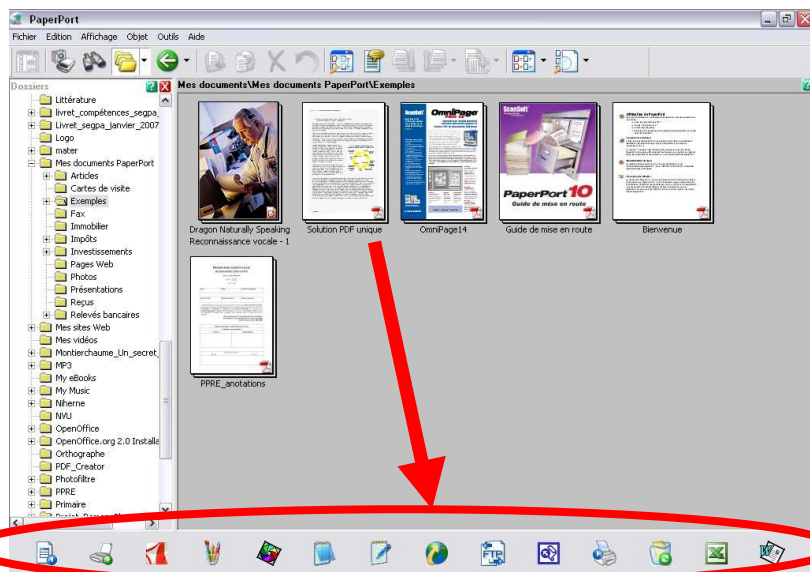 PaperPort
Fichier Edition Affichage Objet Outils Aide
Dossiers
Mes documents\Mes documents PaperPort\Exemples
Littérature
livret_compétences_segpa_
Livret_segpa_janvier_2007
Logo
mater
Mes documents PaperPort
Articles
Cartes de visite
Exemples
Fax
Immobilier
Impôts
Investissements
Pages Web
Photos
Présentations
Reçus
Relevés bancaires
Mes sites Web
Mes vidéos
Montierchaume_Un_secret_
MP3
My eBooks
My Music
Niherne
NVU
OpenOffice
OpenOffice.org 2.0 Installa
Orthographe
PDF_Creator
Photofiltre
PPRE
Primaire
ScanSoft
OmniPage
ScanSoft
PaperPort 10
Guide de mise en route
Dragon Naturally Speaking
Reconnaissance vocale - 1
Solution PDF unique
OmniPage14
Guide de mise en route
Bienvenue
PPRE_anotations
FTP